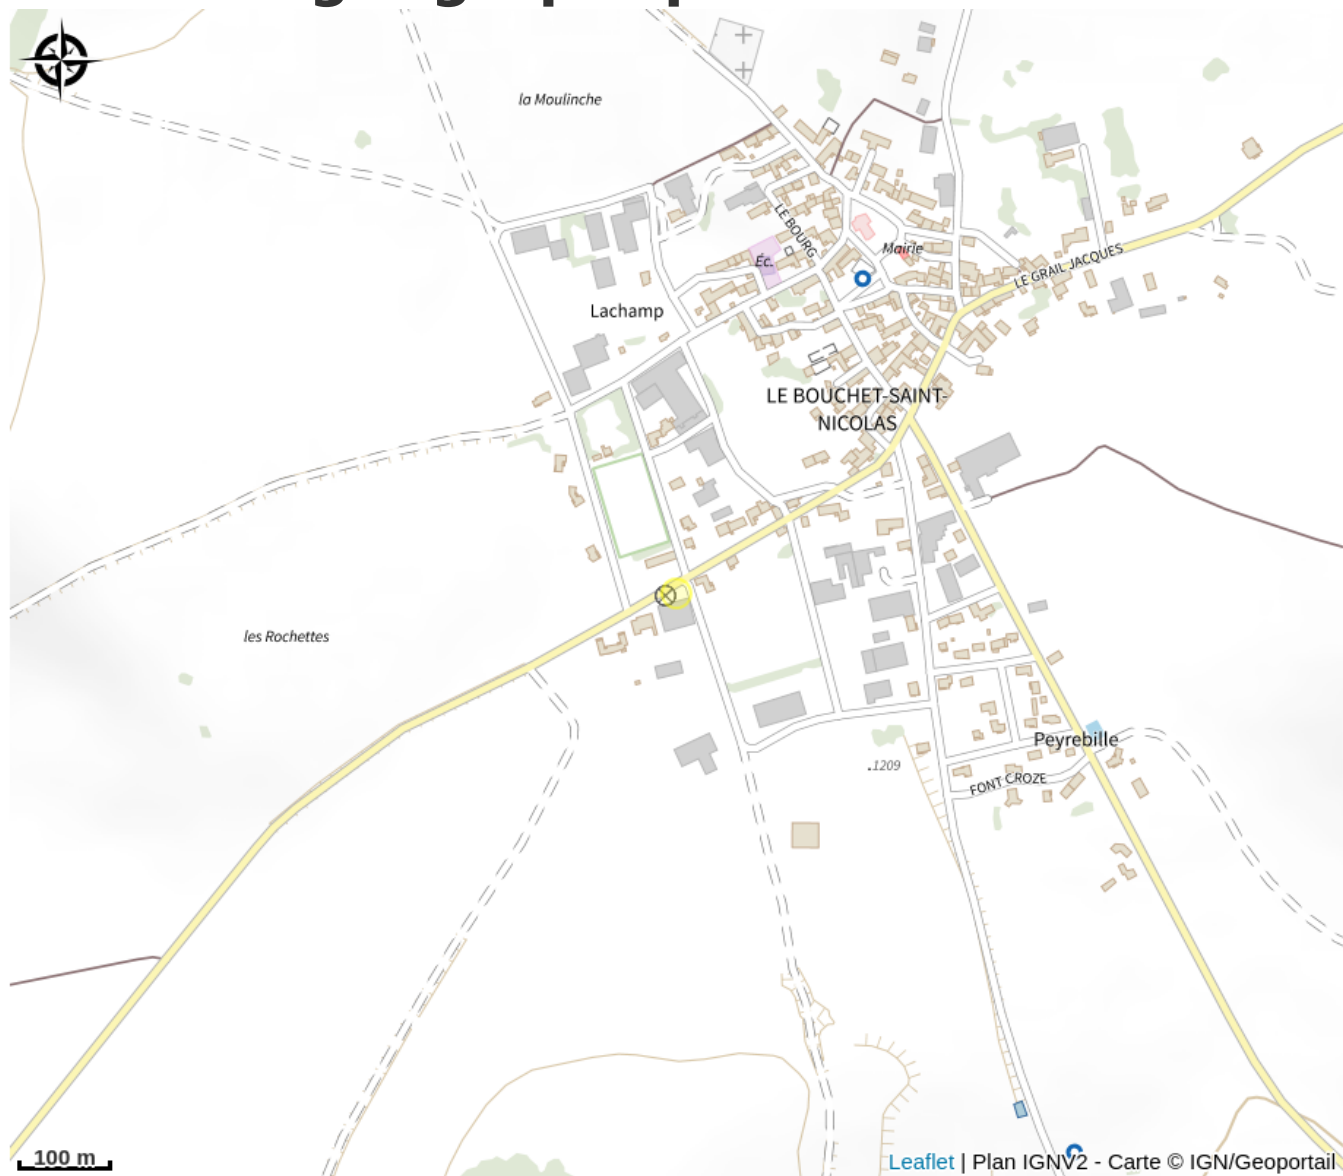 la Moulinche
LE BOURG
Mairie
Éc.
LE GRAIL JACQUES
Lachamp
LE BOUCHET-SAINT-
NICOLAS
les Rochettes
Peyrebille
.1209
FONT CROZE
100 m
Leaflet | Plan IGNV2 - Carte © IGN/Geoportail